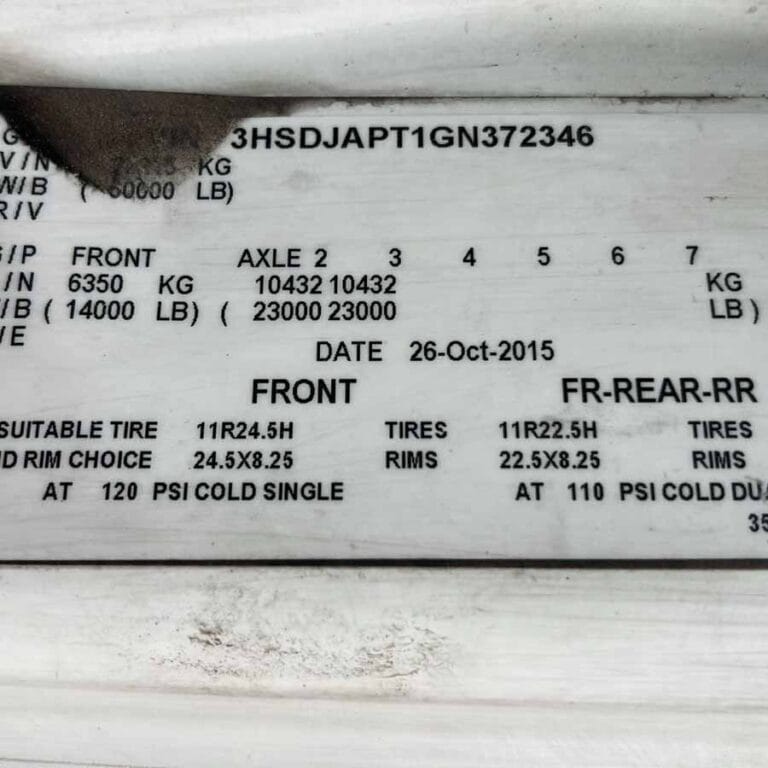 VIN 3HSDJAPT1GN372346
V/N KG
W/B ( 60000 LB)
R/V
G/P FRONT AXLE 2 3 4 5 6 7
/N 6350 KG 10432 10432 KG
/B ( 14000 LB) ( 23000 23000 LB )
/E
DATE 26-Oct-2015
FRONT FR-REAR-RR
SUITABLE TIRE 11R24.5H TIRES 11R22.5H TIRES
ND RIM CHOICE 24.5X8.25 RIMS 22.5X8.25 RIMS
AT 120 PSI COLD SINGLE AT 110 PSI COLD DUA
35